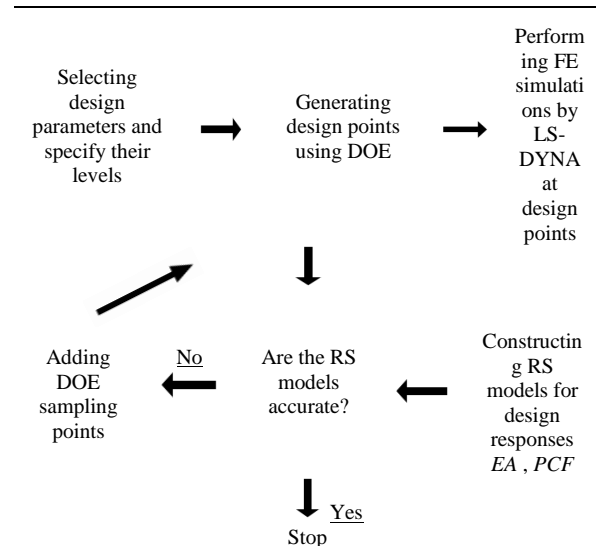 Selecting
design
parameters and
specify their
levels
Generating
design points
using DOE
Perform
ing FE
simulati
ons by
LS-
DYNA
at
design
points
Adding
DOE
sampling
points
No
Are the RS
models
accurate?
Constructin
g RS
models for
design
responses
EA , PCF
Yes
Stop